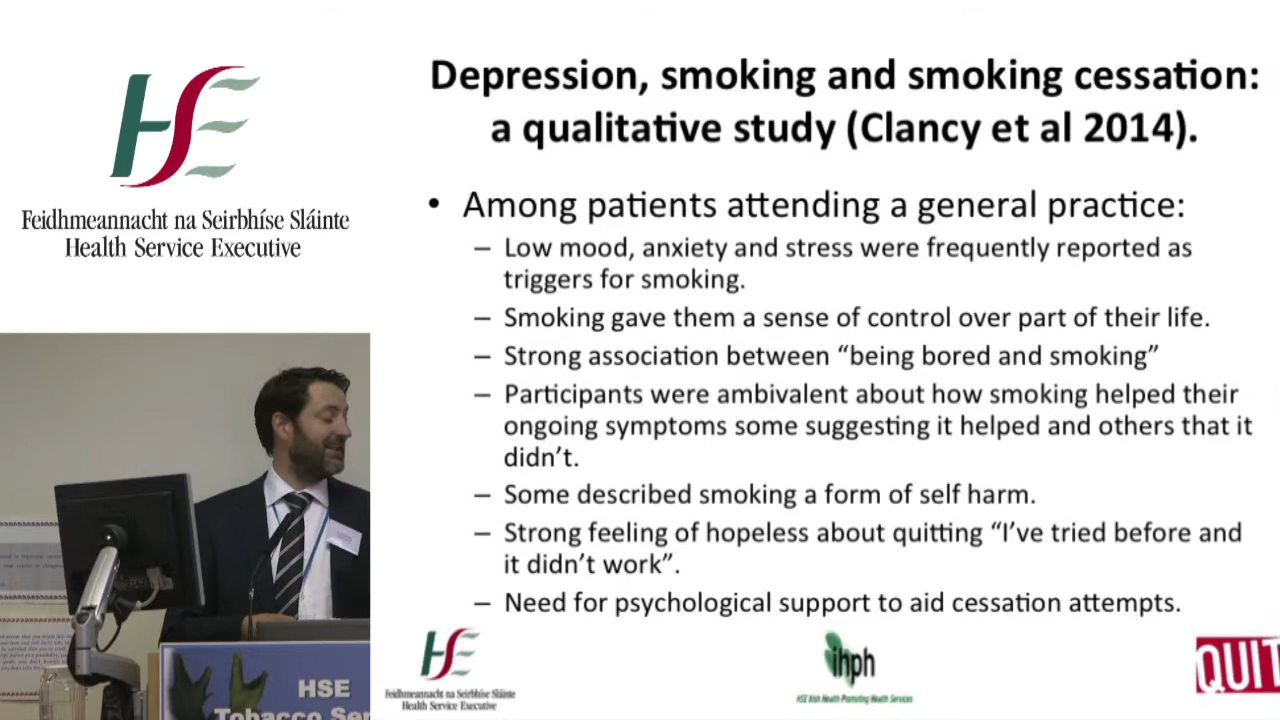 HSE
Feidhmeannacht na Seirbhíse Sláinte
Health Service Executive
Depression, smoking and smoking cessation:
a qualitative study (Clancy et al 2014).
• Among patients attending a general practice:
– Low mood, anxiety and stress were frequently reported as
triggers for smoking.
– Smoking gave them a sense of control over part of their life.
– Strong association between “being bored and smoking”
– Participants were ambivalent about how smoking helped their
ongoing symptoms some suggesting it helped and others that it
didn’t.
– Some described smoking a form of self harm.
– Strong feeling of hopeless about quitting “I’ve tried before and
it didn’t work”.
– Need for psychological support to aid cessation attempts.
HSE
Feidhmeannacht na Seirbhíse Sláinte
Health Service Executive
ihph
HSE Irish Health Promoting Health Services
QUIT
HSE
Tobacco Ser